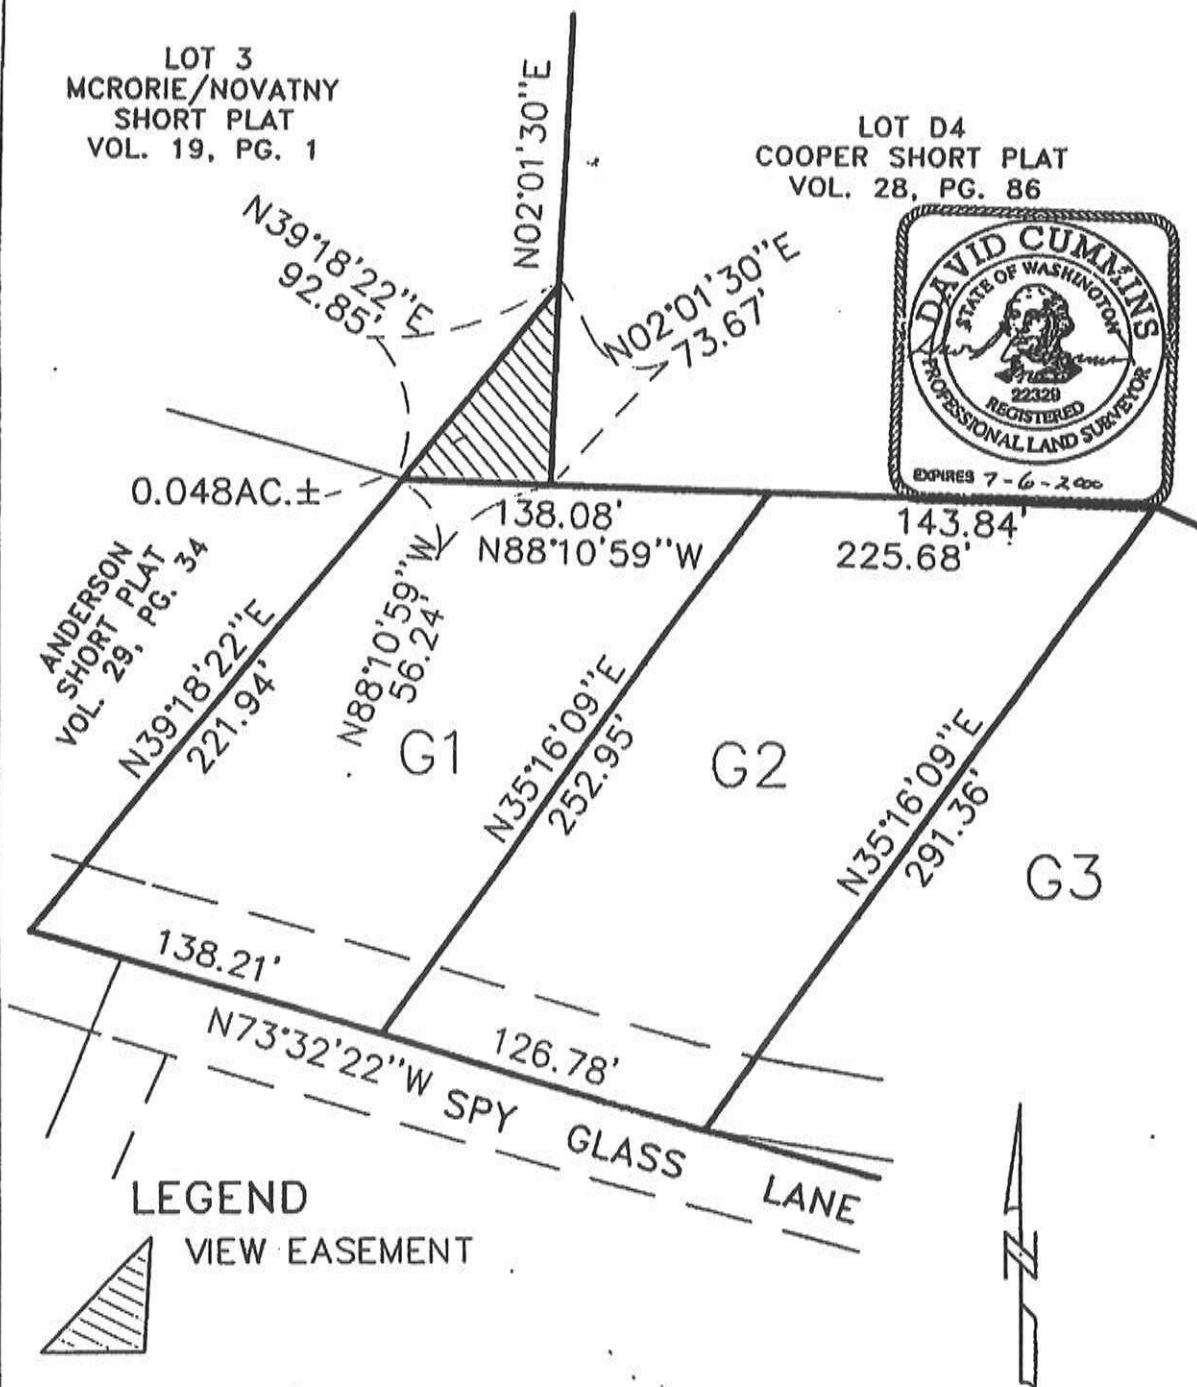 LOT 3
MCRORIE/NOVATNY
SHORT PLAT
VOL. 19, PG. 1
N02°01'30"E
LOT D4
COOPER SHORT PLAT
VOL. 28, PG. 86
N39°18'22"E
92.85'
N02°01'30"E
73.67'
DAVID CUMMINS
STATE OF WASHINGTON
22329
REGISTERED
PROFESSIONAL LAND SURVEYOR
EXPIRES 7-6-2000
0.048AC.±
138.08'
N88°10'59"W
143.84'
225.68'
ANDERSON
SHORT PLAT
VOL. 29, PG. 34
N39°18'22"E
221.94'
N88°10'59"W
56.24'
G1
N35°16'09"E
252.95'
G2
N35°16'09"E
291.36'
G3
138.21'
N73°32'22"W
126.78'
SPY GLASS LANE
LEGEND
VIEW EASEMENT
N